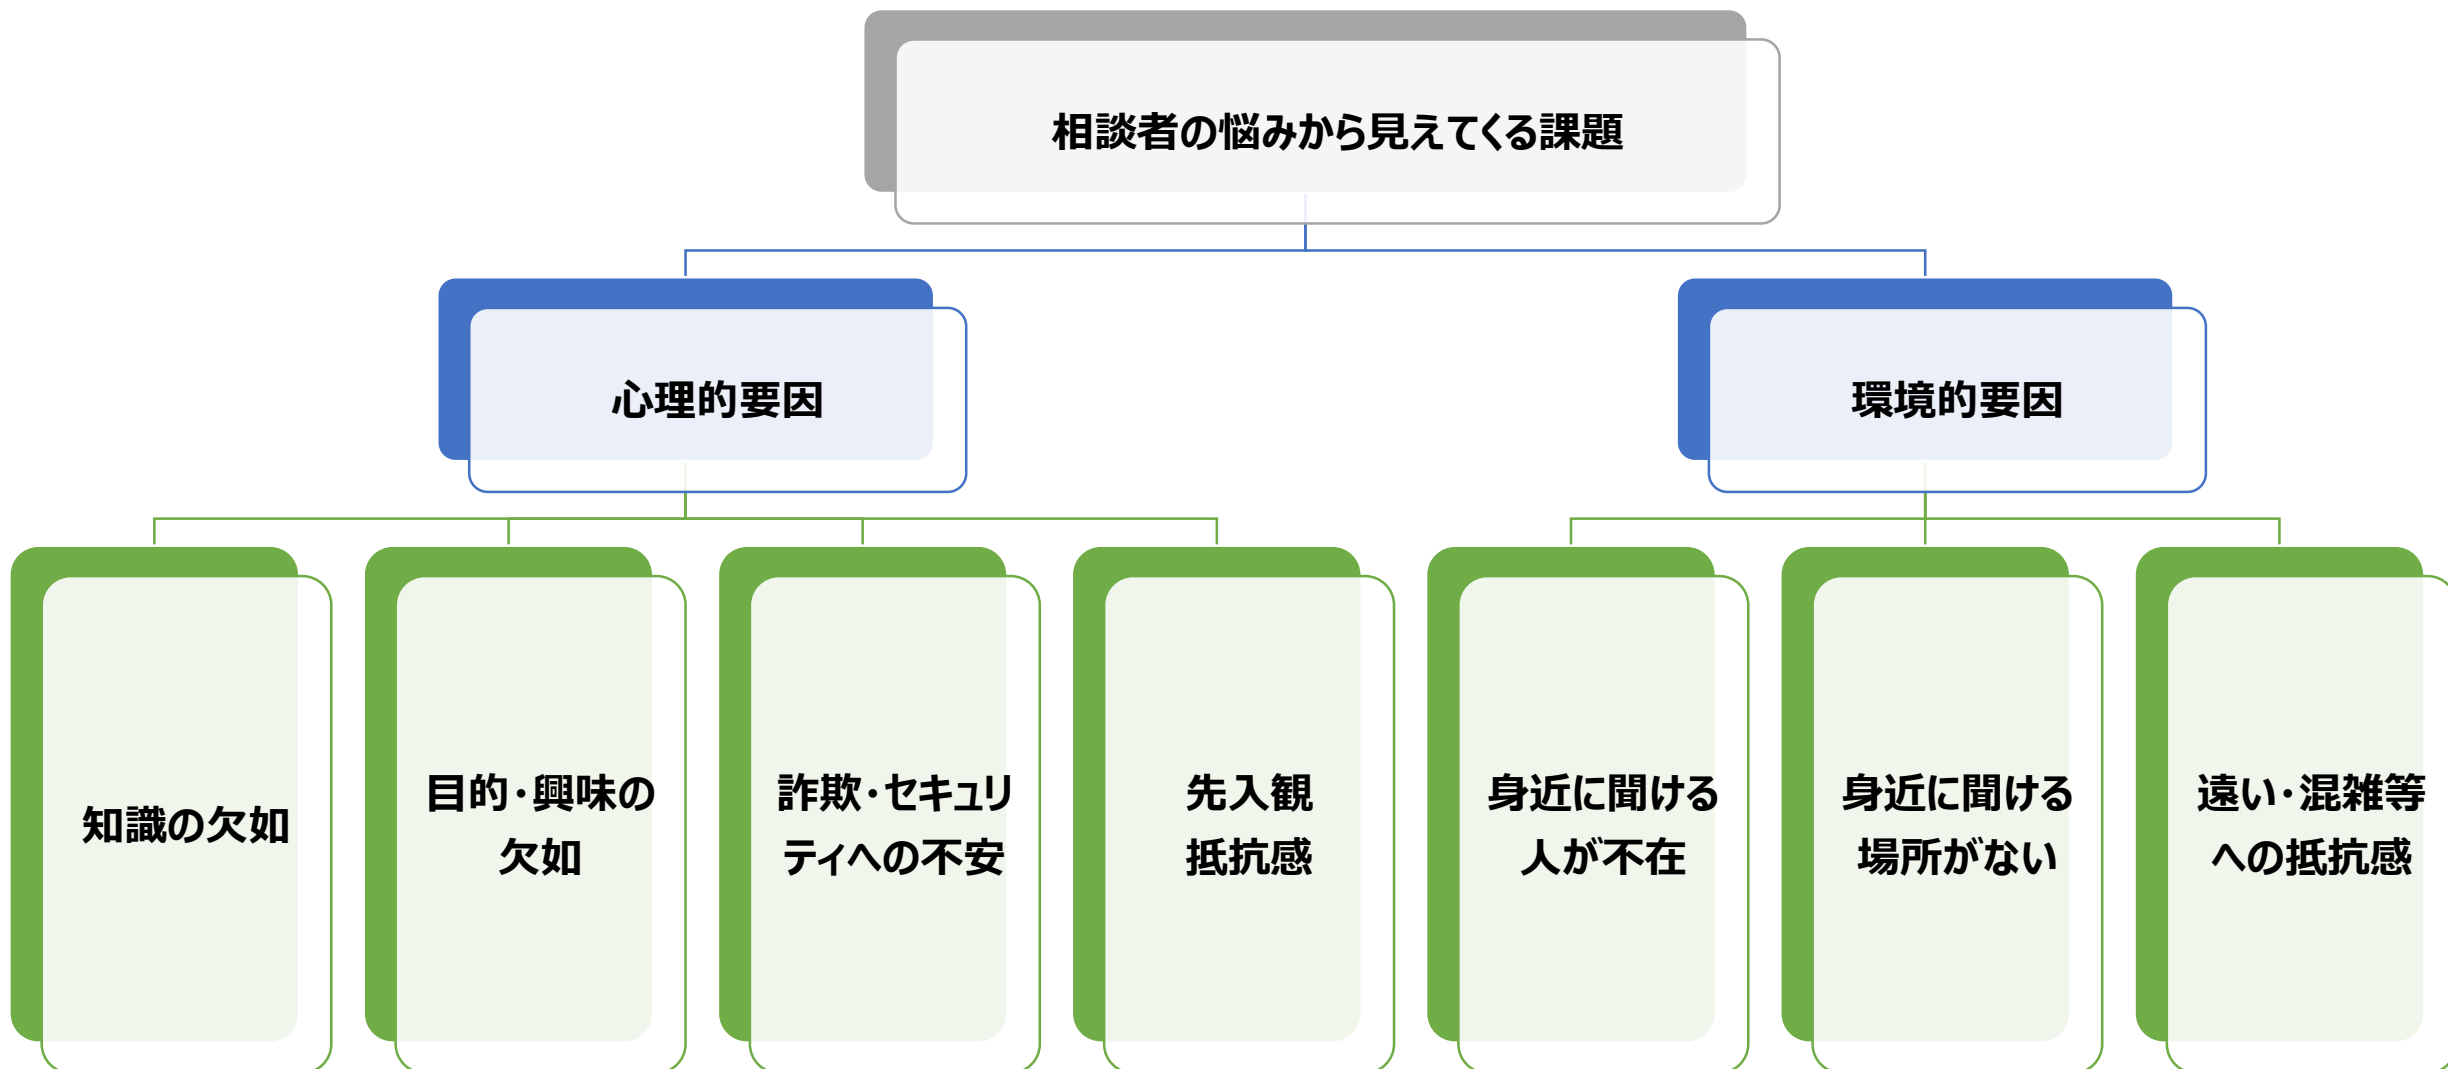 相談者の悩みから見えてくる課題
心理的要因
環境的要因
知識の欠如
目的・興味の
欠如
詐欺・セキュリ
ティへの不安
先入観
抵抗感
身近に聞ける
人が不在
身近に聞ける
場所がない
遠い・混雑等
への抵抗感